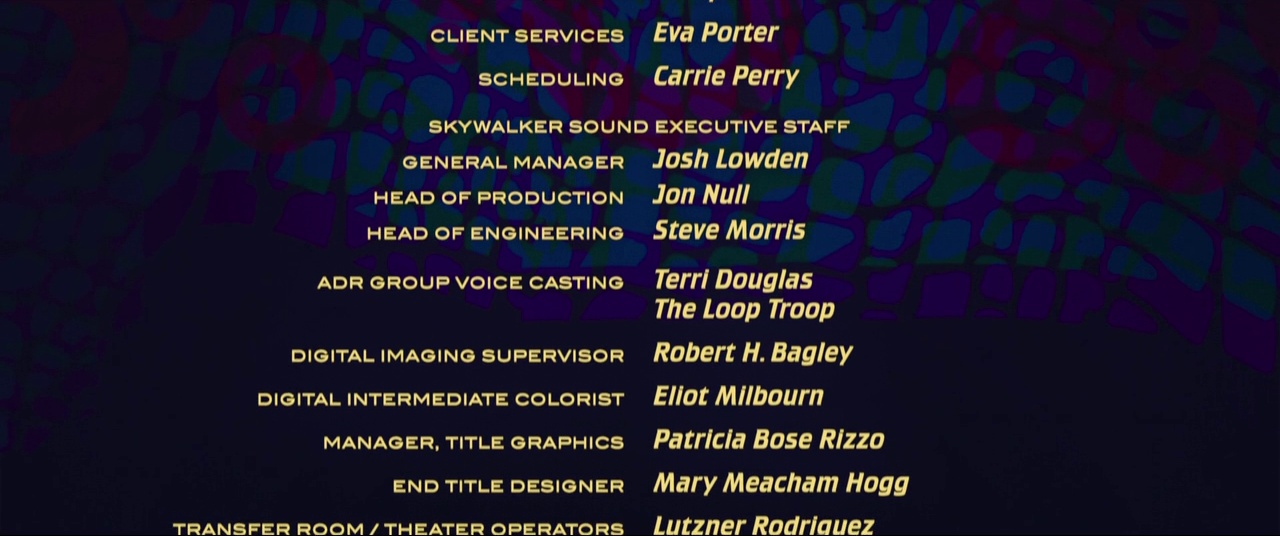 CLIENT SERVICES Eva Porter
SCHEDULING Carrie Perry
SKYWALKER SOUND EXECUTIVE STAFF
GENERAL MANAGER Josh Lowden
HEAD OF PRODUCTION Jon Null
HEAD OF ENGINEERING Steve Morris
ADR GROUP VOICE CASTING Terri Douglas
The Loop Troop
DIGITAL IMAGING SUPERVISOR Robert H. Bagley
DIGITAL INTERMEDIATE COLORIST Eliot Milbourn
MANAGER, TITLE GRAPHICS Patricia Bose Rizzo
END TITLE DESIGNER Mary Meacham Hogg
TRANSFER ROOM / THEATER OPERATORS Lutzner Rodriguez